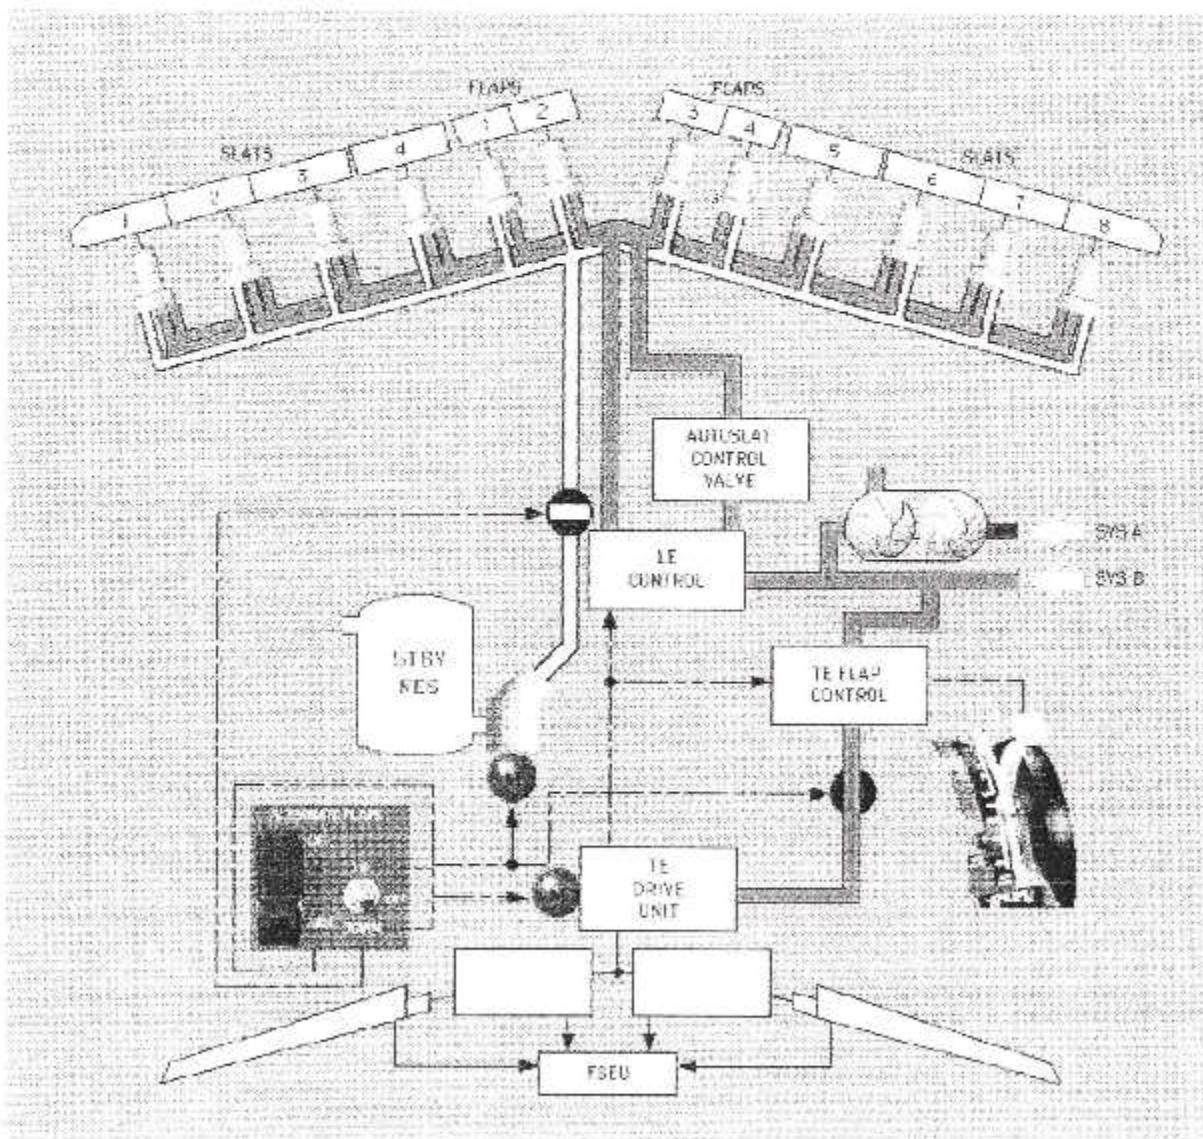 FLAPS
FLAPS
1
2
3
4
SLATS
4
5
SLATS
3
6
2
7
1
8
AUTOSLAT
CONTROL
VALVE
LE
CONTROL
SYS A
SYS B
STBY
RES
TE FLAP
CONTROL
TE
DRIVE
UNIT
FSEU